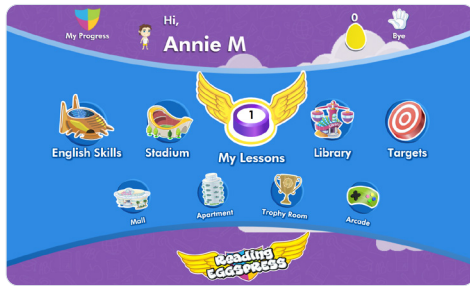 Hi,
0
My Progress
Annie M
Bye
1
English Skills
Stadium
My Lessons
Library
Targets
Mall
Apartment
Trophy Room
Arcade
Reading
EGGSPRESS